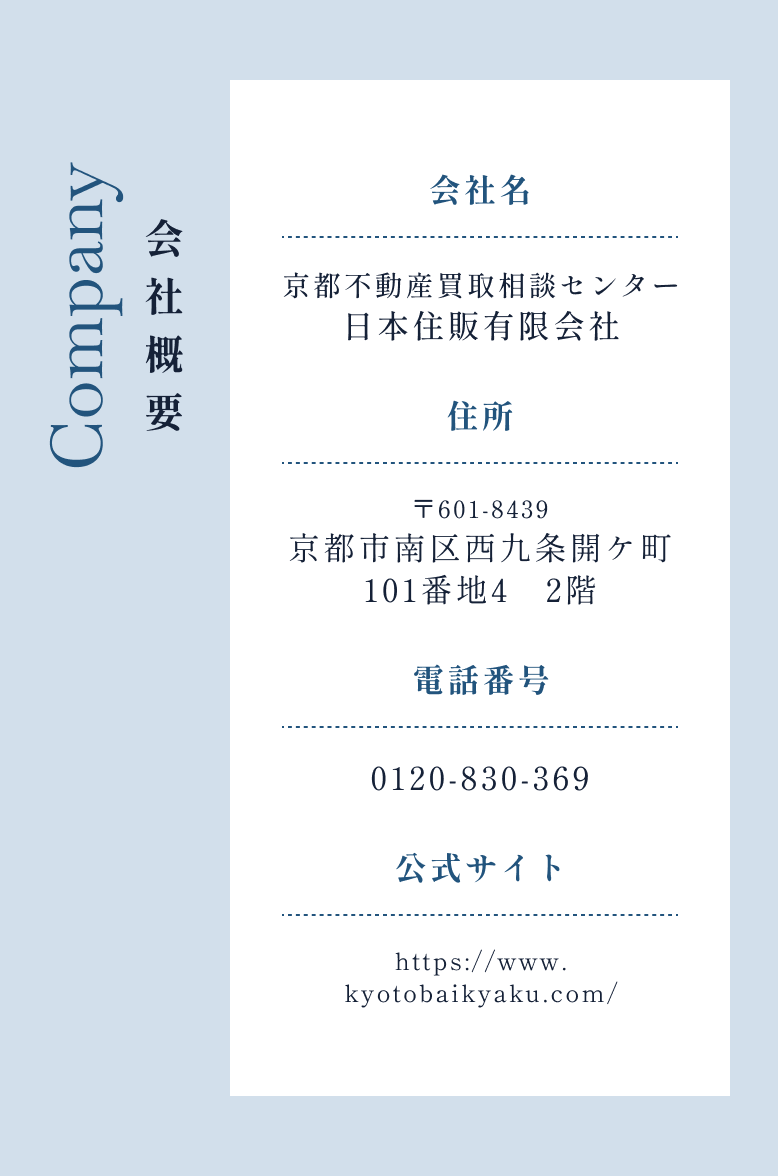 Company
会社概要
会社名
京都不動産買取相談センター
日本住販有限会社
住所
〒601-8439
京都市南区西九条開ケ町
101番地4　2階
電話番号
0120-830-369
公式サイト
https://www.
kyotobaikyaku.com/